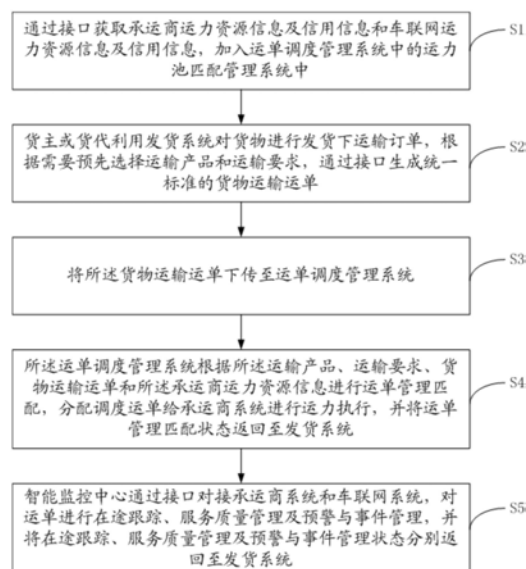 通过接口获取承运商运力资源信息及信用信息和车联网运
力资源信息及信用信息，加入运单调度管理系统中的运力
池匹配管理系统中
S1
货主或货代利用发货系统对货物进行发货下运输订单，根
据需要预先选择运输产品和运输要求，通过接口生成统一
标准的货物运输运单
S2
将所述货物运输运单下传至运单调度管理系统
S3
所述运单调度管理系统根据所述运输产品、运输要求、货
物运输运单和所述承运商运力资源信息进行运单管理匹
配，分配调度运单给承运商系统进行运力执行，并将运单
管理匹配状态返回至发货系统
S4
智能监控中心通过接口对接承运商系统和车联网系统，对
运单进行在途跟踪、服务质量管理及预警与事件管理，并
将在途跟踪、服务质量管理及预警与事件管理状态分别返
回至发货系统
S5